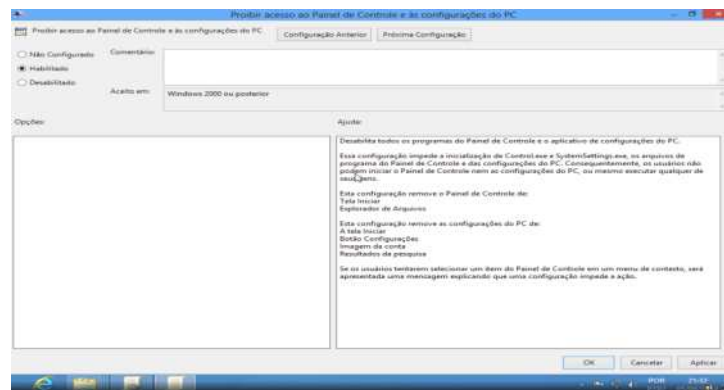 Proibir acesso ao Painel de Controle e às configurações do PC
Proibir acesso ao Painel de Controle e às configurações do PC
Configuração Anterior
Próxima Configuração
Não Configurado
Comentário:
Habilitado
Desabilitado
Aceito em:
Windows 2000 ou posterior
Opções:
Ajuda:
Desabilita todos os programas do Painel de Controle e o aplicativo de configurações do PC.
Essa configuração impede a inicialização de Control.exe e SystemSettings.exe, os arquivos de
programa do Painel de Controle e das configurações do PC. Consequentemente, os usuários não
podem iniciar o Painel de Controle nem as configurações do PC, ou mesmo executar qualquer de
seus itens.
Esta configuração remove o Painel de Controle de:
Tela Iniciar
Explorador de Arquivos
Esta configuração remove as configurações do PC de:
A tela Iniciar
Botão Configurações
Imagem da conta
Resultados da pesquisa
Se os usuários tentarem selecionar um item do Painel de Controle em um menu de contexto, será
apresentada uma mensagem explicando que uma configuração impede a ação.
OK
Cancelar
Aplicar
POR